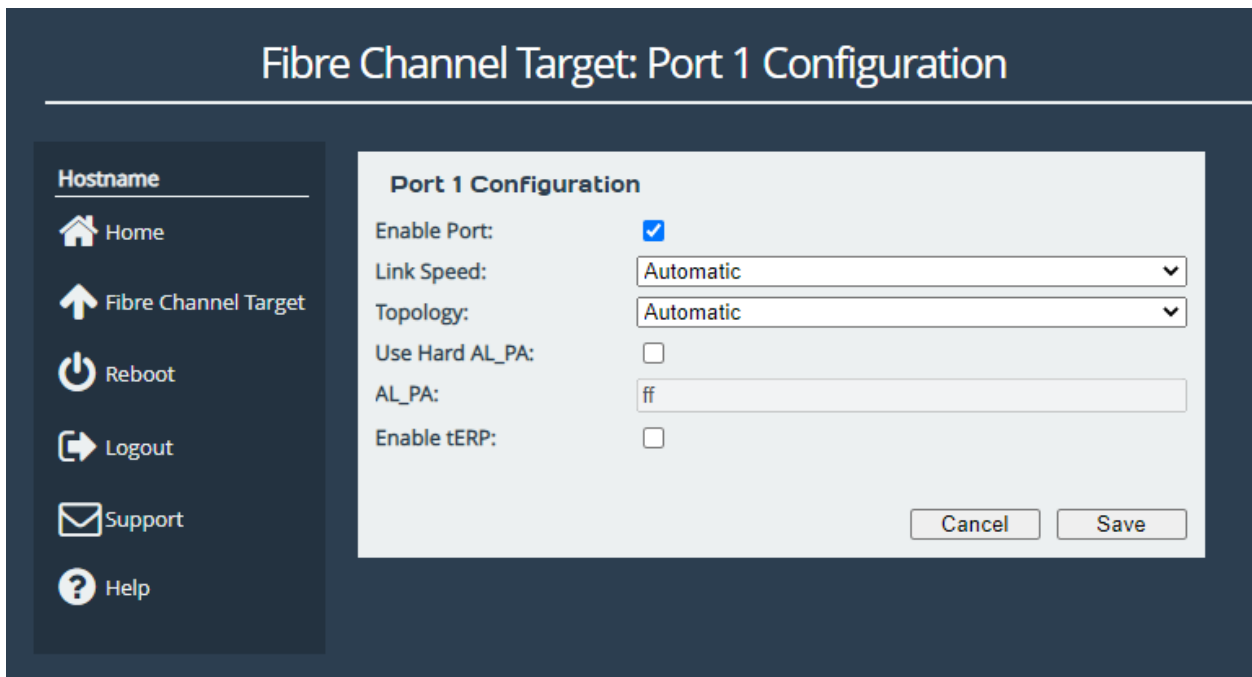 Fibre Channel Target: Port 1 Configuration
Hostname
Home
Fibre Channel Target
Reboot
Logout
Support
Help
Port 1 Configuration
Enable Port:
Link Speed: Automatic
Topology: Automatic
Use Hard AL_PA:
AL_PA: ff
Enable tERP:
Cancel Save